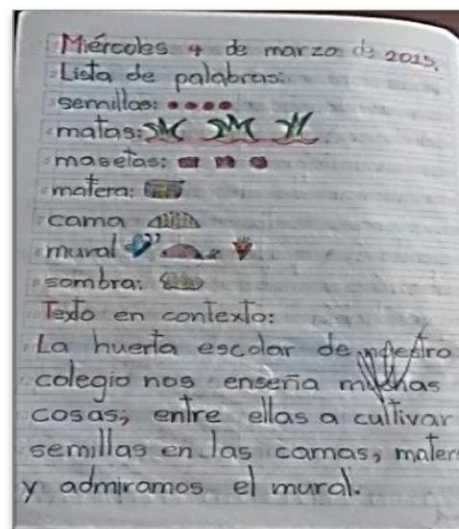 Miércoles 4 de marzo de 2015.
Lista de palabras:
semillas:
matas:
masetas:
matera:
cama
mural
sombra:
Texto en contexto:
La huerta escolar de nuestro
colegio nos enseña muchas
cosas, entre ellas a cultivar
semillas en las camas, mater
y admiramos el mural.